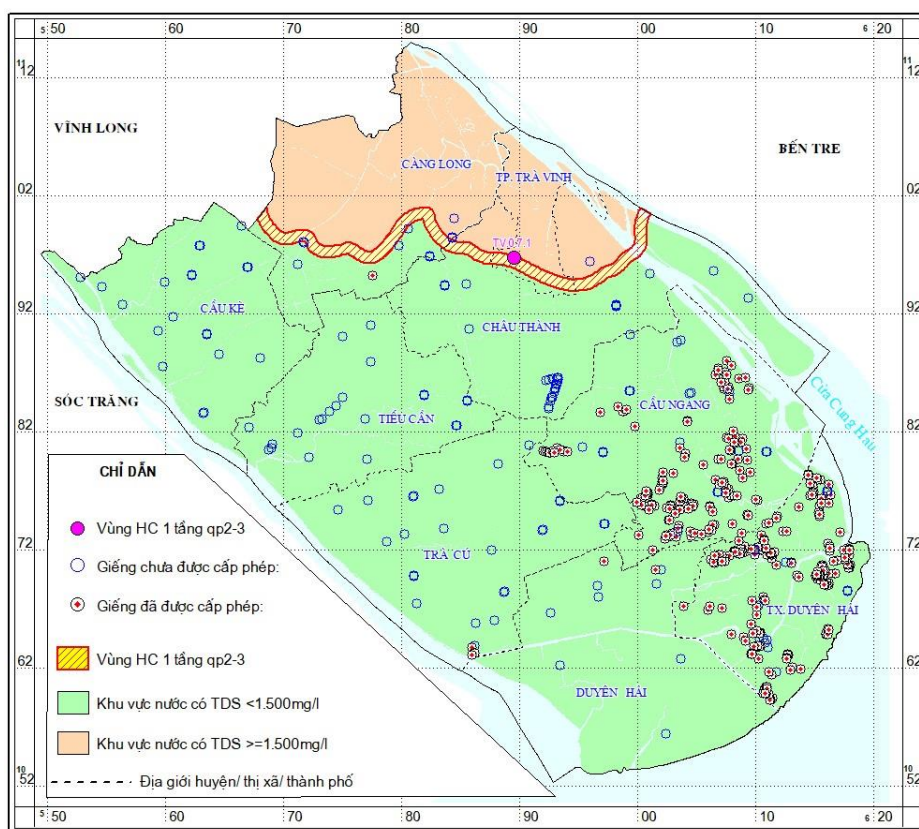 5 50 60 70 80 90 00 10 6 20
11 12 11 12
VĨNH LONG
BẾN TRE
CÀNG LONG
TP. TRÀ VINH
02 02
TV.07.1
92 92
CẦU KÈ
CHÂU THÀNH
Cửa Cung Hầu
SÓC TRĂNG
TIỂU CẦN
CẦU NGANG
82 82
CHỈ DẪN
Vùng HC 1 tầng qp2-3
Giếng chưa được cấp phép:
Giếng đã được cấp phép:
Vùng HC 1 tầng qp2-3
Khu vực nước có TDS <1.500mg/l
Khu vực nước có TDS >=1.500mg/l
Địa giới huyện/ thị xã/ thành phố
72 72
TRÀ CÚ
TX. DUYÊN HẢI
62 62
DUYÊN HẢI
10 52 10 52
5 50 60 70 80 90 00 10 6 20